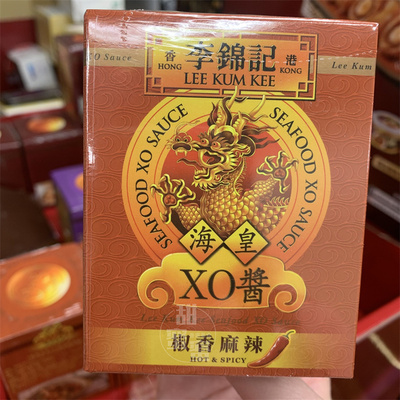 XO Sauce
香 李錦記 港
HONG LEE KUM KEE KONG
Lee Kum
SEAFOOD XO SAUCE
SEAFOOD XO SAUCE
海皇
XO醬
椒香麻辣
HOT & SPICY